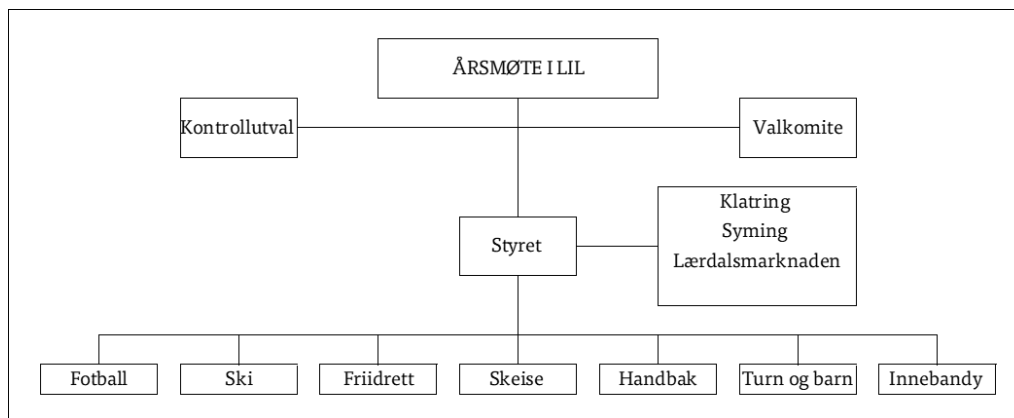 ÅRSMØTE I LIL
Kontrollutval
Valkomite
Klatring
Syming
Lærdalsmarknaden
Styret
Fotball
Ski
Friidrett
Skeise
Handbak
Turn og barn
Innebandy